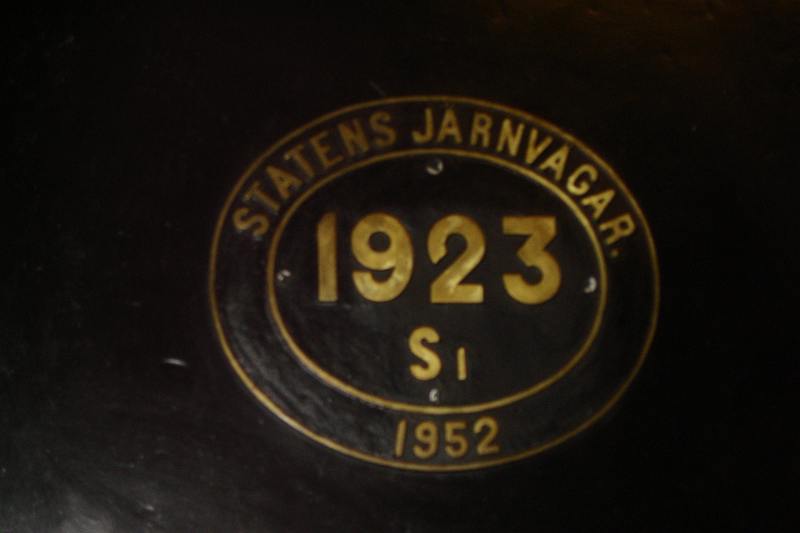 STATENS JÄRNVÄGAR.
1923
S1
1952